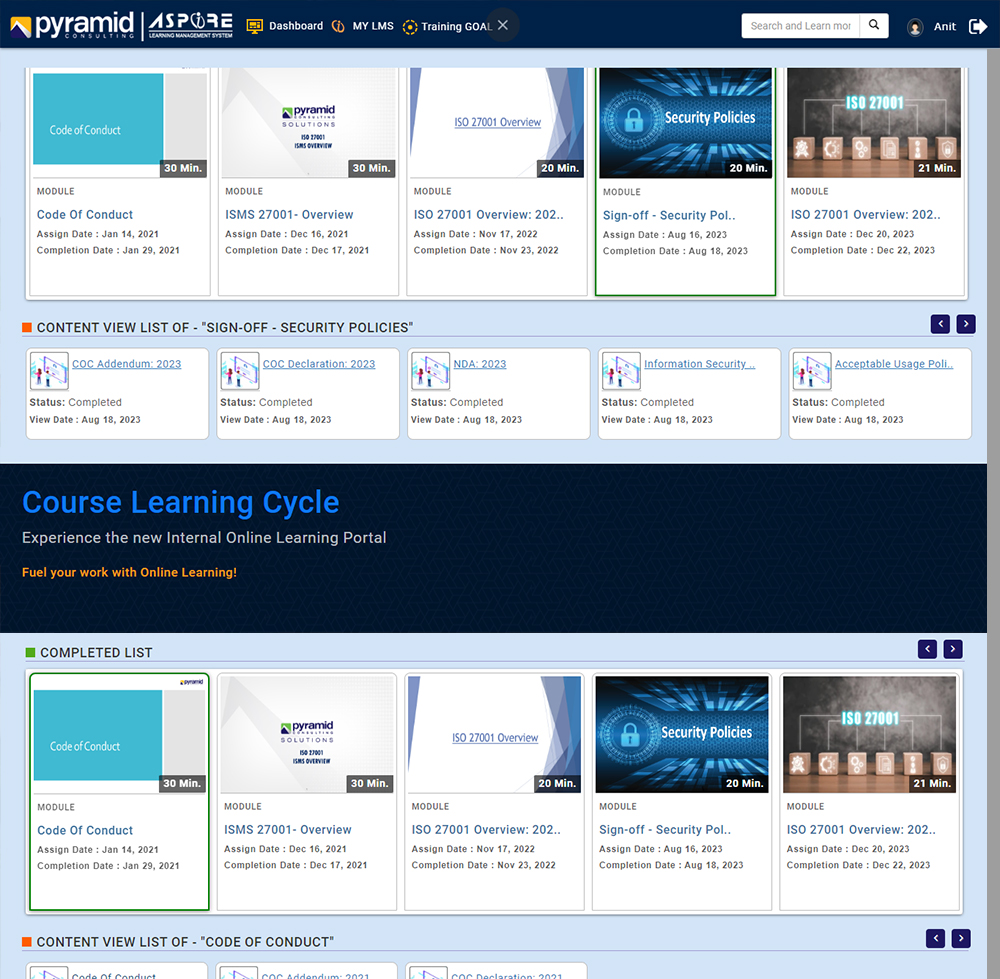 pyramid CONSULTING ASPIRE LEARNING MANAGEMENT SYSTEM Dashboard MY LMS Training GOAL Search and Learn mor Anit
Code of Conduct
30 Min.
MODULE
Code Of Conduct
Assign Date : Jan 14, 2021
Completion Date : Jan 29, 2021
pyramid
CONSULTING
SOLUTIONS
ISO 27001
ISMS OVERVIEW
30 Min.
MODULE
ISMS 27001- Overview
Assign Date : Dec 16, 2021
Completion Date : Dec 17, 2021
ISO 27001 Overview
20 Min.
MODULE
ISO 27001 Overview: 202..
Assign Date : Nov 17, 2022
Completion Date : Nov 23, 2022
Security Policies
20 Min.
MODULE
Sign-off - Security Pol..
Assign Date : Aug 16, 2023
Completion Date : Aug 18, 2023
ISO 27001
21 Min.
MODULE
ISO 27001 Overview: 202..
Assign Date : Dec 20, 2023
Completion Date : Dec 22, 2023
CONTENT VIEW LIST OF - "SIGN-OFF - SECURITY POLICIES"
COC Addendum: 2023
Status: Completed
View Date : Aug 18, 2023
COC Declaration: 2023
Status: Completed
View Date : Aug 18, 2023
NDA: 2023
Status: Completed
View Date : Aug 18, 2023
Information Security ..
Status: Completed
View Date : Aug 18, 2023
Acceptable Usage Poli..
Status: Completed
View Date : Aug 18, 2023
Course Learning Cycle
Experience the new Internal Online Learning Portal
Fuel your work with Online Learning!
COMPLETED LIST
pyramid
Code of Conduct
30 Min.
MODULE
Code Of Conduct
Assign Date : Jan 14, 2021
Completion Date : Jan 29, 2021
pyramid
CONSULTING
SOLUTIONS
ISO 27001
ISMS OVERVIEW
30 Min.
MODULE
ISMS 27001- Overview
Assign Date : Dec 16, 2021
Completion Date : Dec 17, 2021
ISO 27001 Overview
20 Min.
MODULE
ISO 27001 Overview: 202..
Assign Date : Nov 17, 2022
Completion Date : Nov 23, 2022
Security Policies
20 Min.
MODULE
Sign-off - Security Pol..
Assign Date : Aug 16, 2023
Completion Date : Aug 18, 2023
ISO 27001
21 Min.
MODULE
ISO 27001 Overview: 202..
Assign Date : Dec 20, 2023
Completion Date : Dec 22, 2023
CONTENT VIEW LIST OF - "CODE OF CONDUCT"
Code Of Conduct
COC Addendum: 2021
COC Declaration: 2021